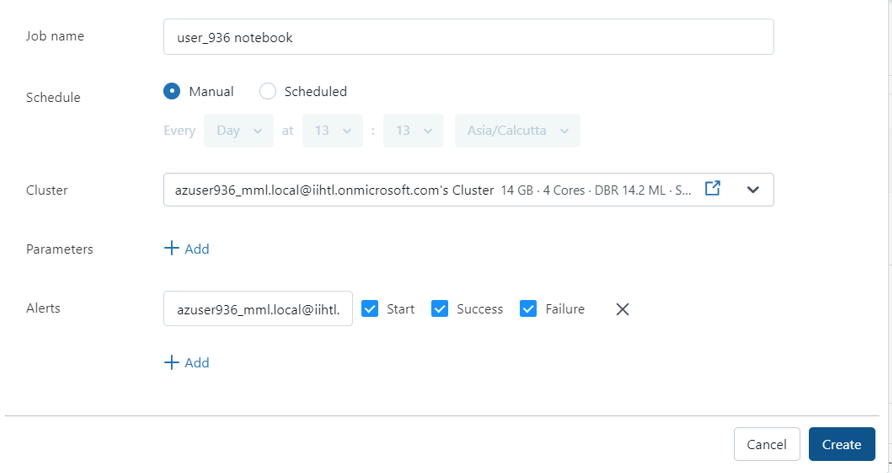 Job name
user_936 notebook
Schedule
Manual Scheduled
Every Day at 13 : 13 Asia/Calcutta
Cluster
azuser936_mml.local@iihtl.onmicrosoft.com's Cluster 14 GB · 4 Cores · DBR 14.2 ML · S...
Parameters
+ Add
Alerts
azuser936_mml.local@iihtl. Start Success Failure
+ Add
Cancel Create